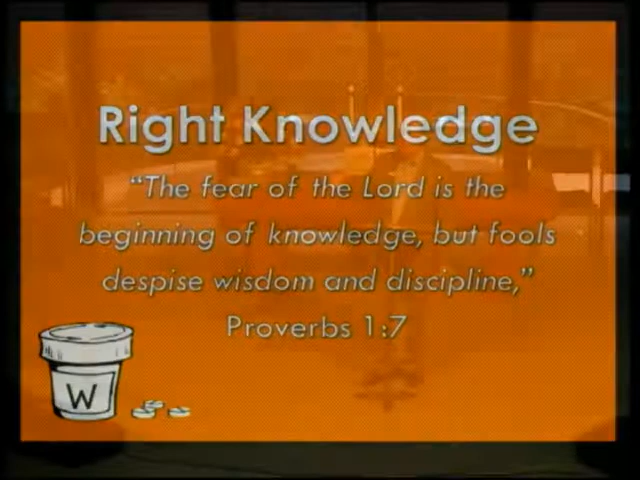 Right Knowledge
“The fear of the Lord is the
beginning of knowledge, but fools
despise wisdom and discipline,”
Proverbs 1:7
W